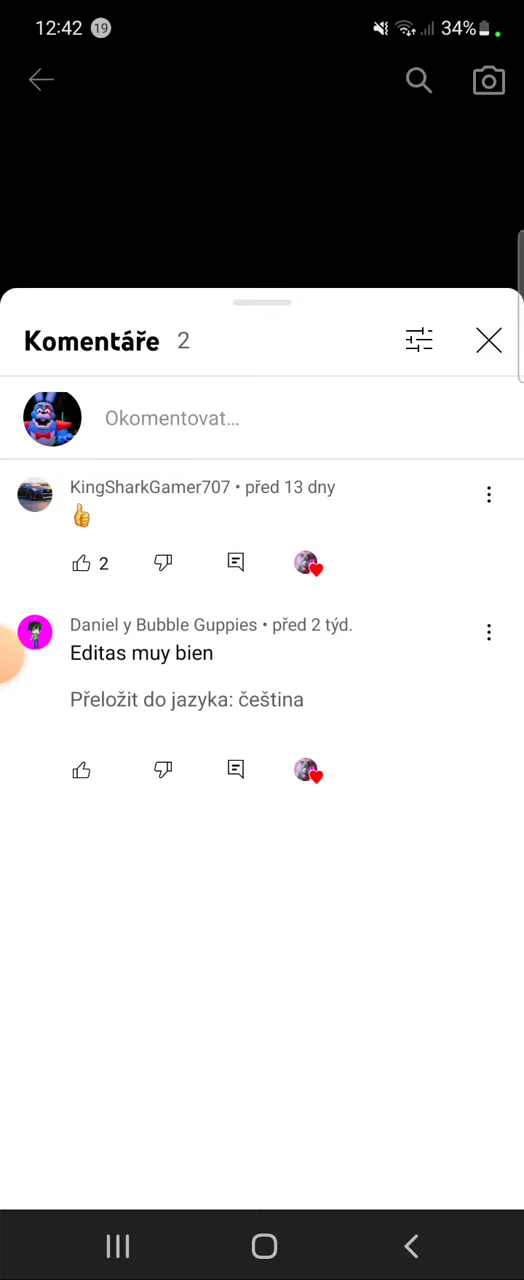 12:42 19 34%
Komentáře 2
Okomentovat...
KingSharkGamer707 • před 13 dny
👍
2
Daniel y Bubble Guppies • před 2 týd.
Editas muy bien
Přeložit do jazyka: čeština